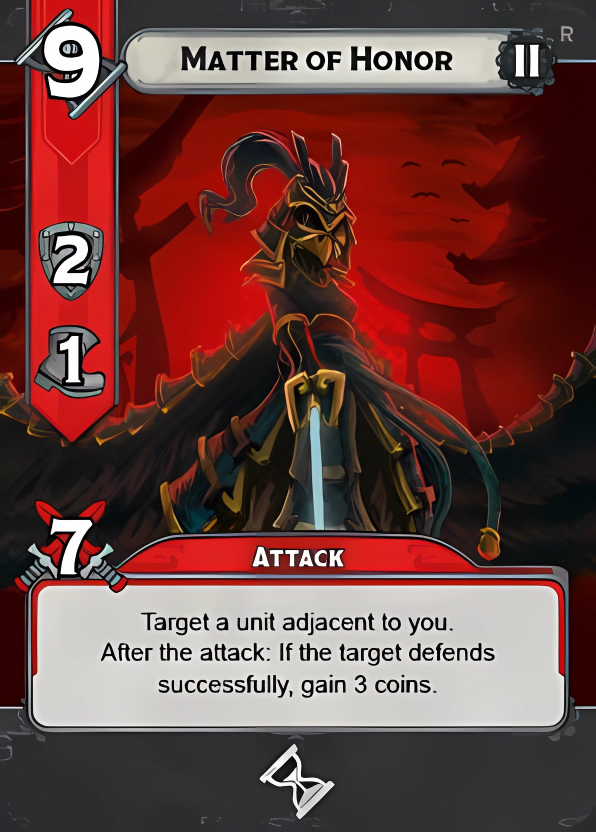 9
MATTER OF HONOR
II
R
2
1
7
ATTACK
Target a unit adjacent to you.
After the attack: If the target defends
successfully, gain 3 coins.